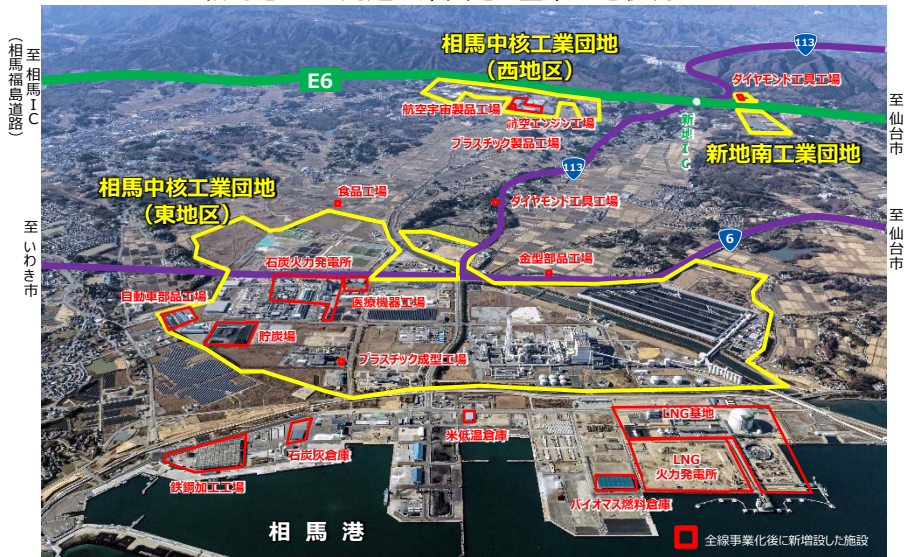 相馬中核工業団地
（西地区）
113
ダイヤモンド工具工場
至 相馬ＩＣ
（相馬福島道路）
E6
航空宇宙製品工場
航空エンジン工場
プラスチック製品工場
新地IC
至 仙台市
新地南工業団地
113
相馬中核工業団地
（東地区）
食品工場
ダイヤモンド工具工場
至 いわき市
6
至 仙台市
石炭火力発電所
金型部品工場
自動車部品工場
医療機器工場
貯炭場
プラスチック成型工場
LNG基地
米低温倉庫
石炭灰倉庫
LNG
火力発電所
鉄鋼加工工場
バイオマス燃料倉庫
相馬港
全線事業化後に新増設した施設